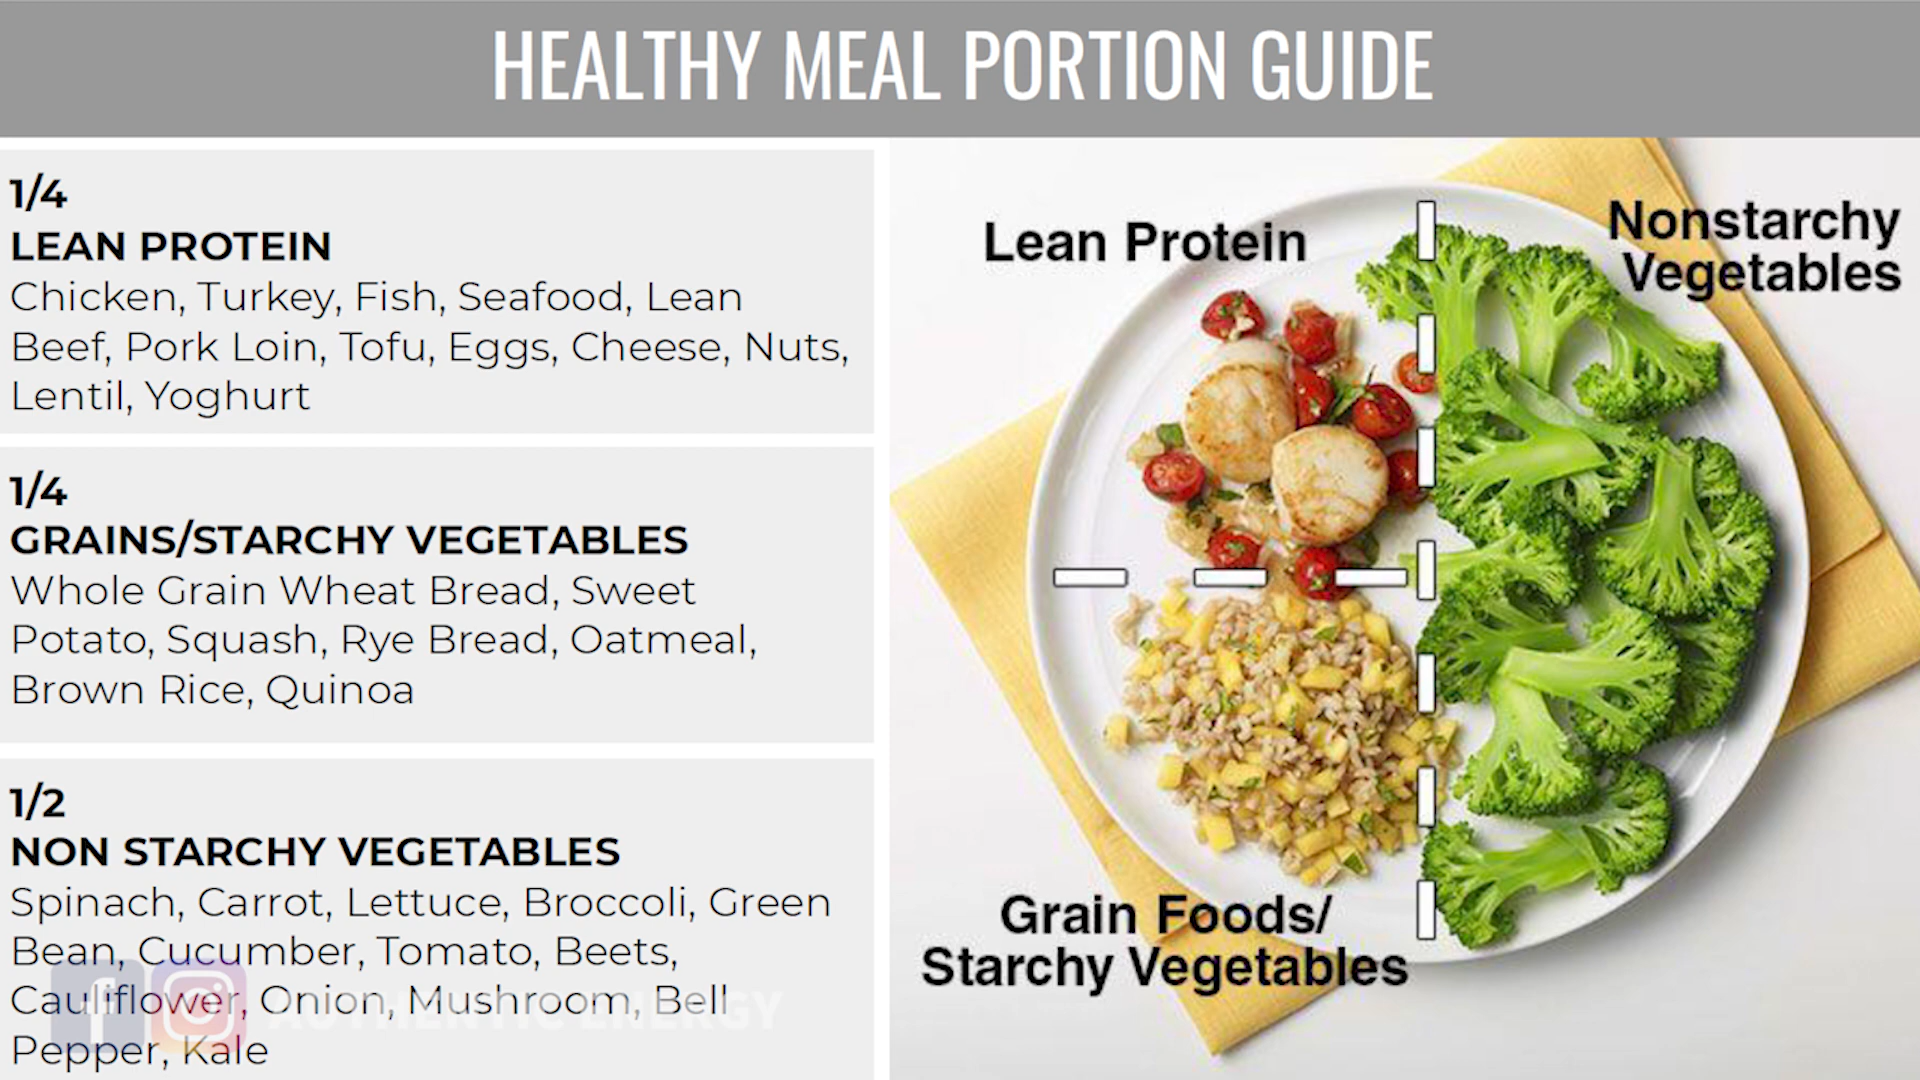 HEALTHY MEAL PORTION GUIDE
1/4
LEAN PROTEIN
Chicken, Turkey, Fish, Seafood, Lean
Beef, Pork Loin, Tofu, Eggs, Cheese, Nuts,
Lentil, Yoghurt
1/4
GRAINS/STARCHY VEGETABLES
Whole Grain Wheat Bread, Sweet
Potato, Squash, Rye Bread, Oatmeal,
Brown Rice, Quinoa
1/2
NON STARCHY VEGETABLES
Spinach, Carrot, Lettuce, Broccoli, Green
Bean, Cucumber, Tomato, Beets,
Cauliflower, Onion, Mushroom, Bell
Pepper, Kale
f AUTHENTIC ENERGY
Lean Protein
Nonstarchy
Vegetables
Grain Foods/
Starchy Vegetables